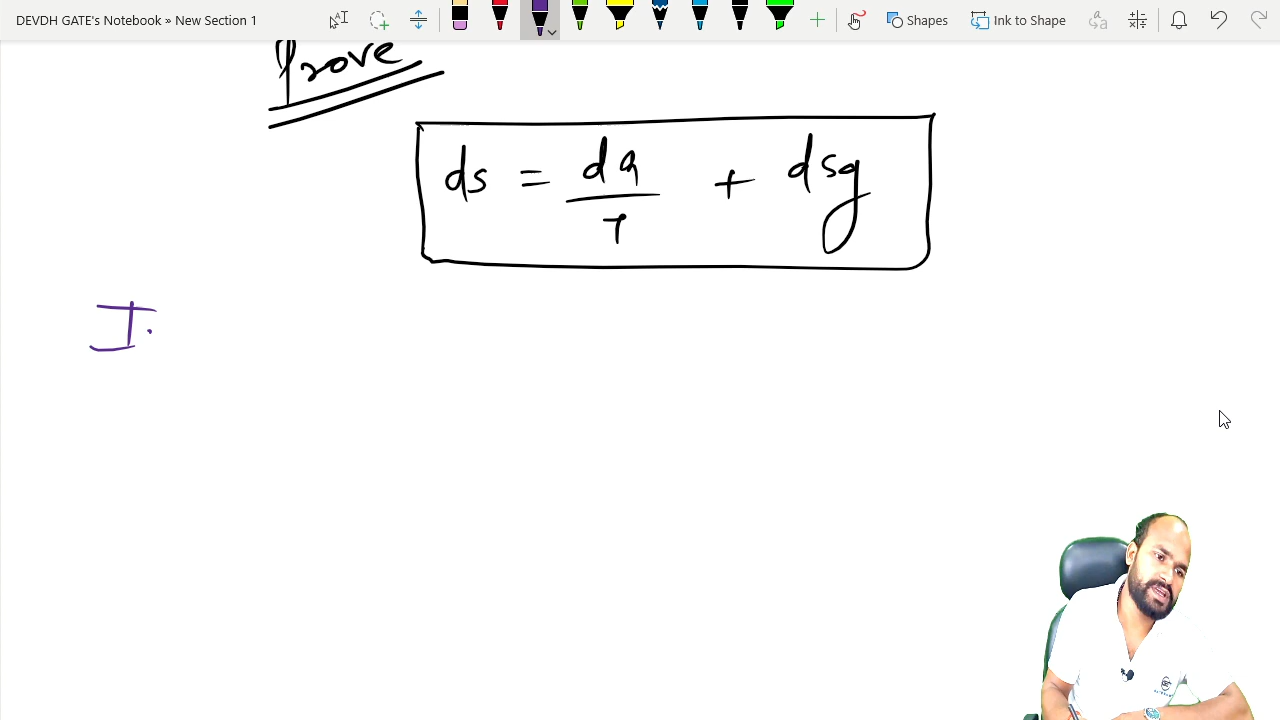 DEVDH GATE's Notebook » New Section 1
Shapes
Ink to Shape
Prove
ds = dq/T + dsg
I.